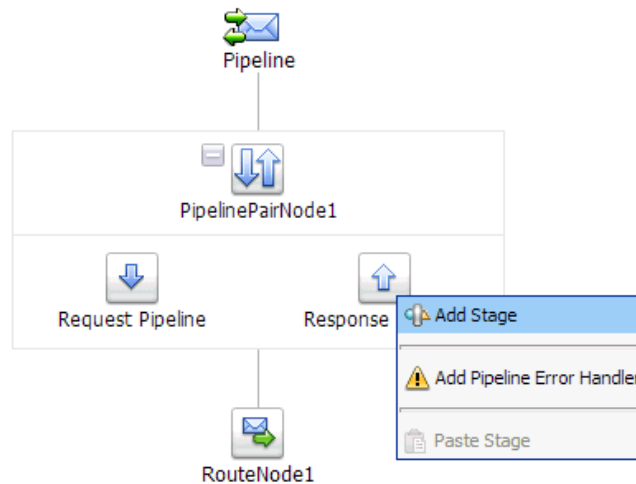 Pipeline
PipelinePairNode1
Request Pipeline
Response
Add Stage
Add Pipeline Error Handler
Paste Stage
RouteNode1